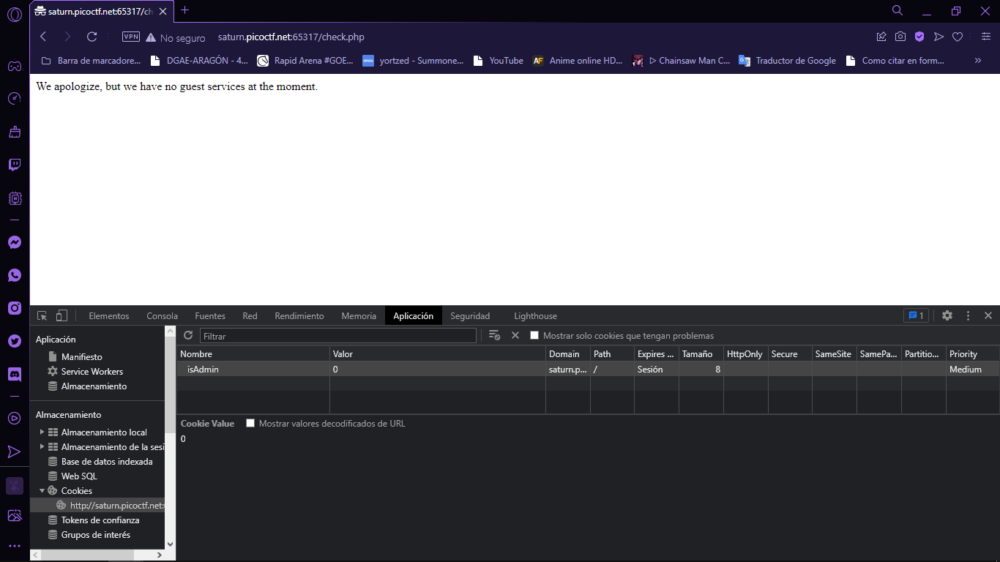 saturn.picoctf.net:65317/ch
VPN No seguro saturn.picoctf.net:65317/check.php
Barra de marcadore... DGAE-ARAGÓN - 4... Rapid Arena #GOE... yortzed - Summone... YouTube AF Anime online HD... ▷ Chainsaw Man C... Traductor de Google Como citar en form... »
We apologize, but we have no guest services at the moment.
Elementos Consola Fuentes Red Rendimiento Memoria Aplicación Seguridad Lighthouse 1
Aplicación
Manifiesto
Service Workers
Almacenamiento
Almacenamiento
Almacenamiento local
Almacenamiento de la sesi
Base de datos indexada
Web SQL
Cookies
http://saturn.picoctf.net:
Tokens de confianza
Grupos de interés
Filtrar Mostrar solo cookies que tengan problemas
Nombre Valor Domain Path Expires ... Tamaño HttpOnly Secure SameSite SamePa... Partitio... Priority
isAdmin 0 saturn.p... / Sesión 8 Medium
Cookie Value Mostrar valores decodificados de URL
0